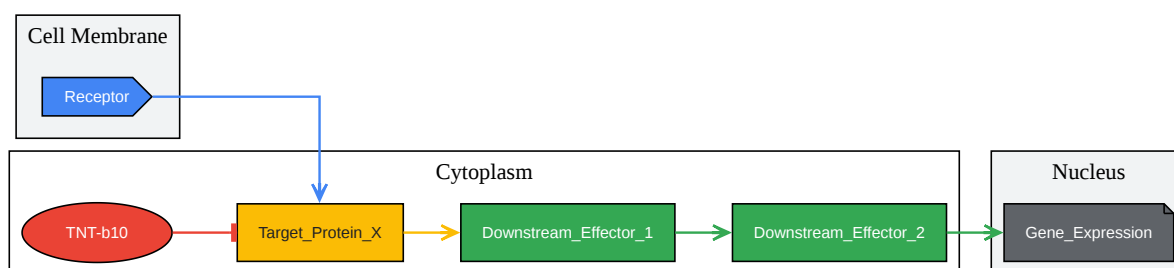 Cell Membrane
Receptor
Cytoplasm
Nucleus
TNT-b10
Target_Protein_X
Downstream_Effector_1
Downstream_Effector_2
Gene_Expression